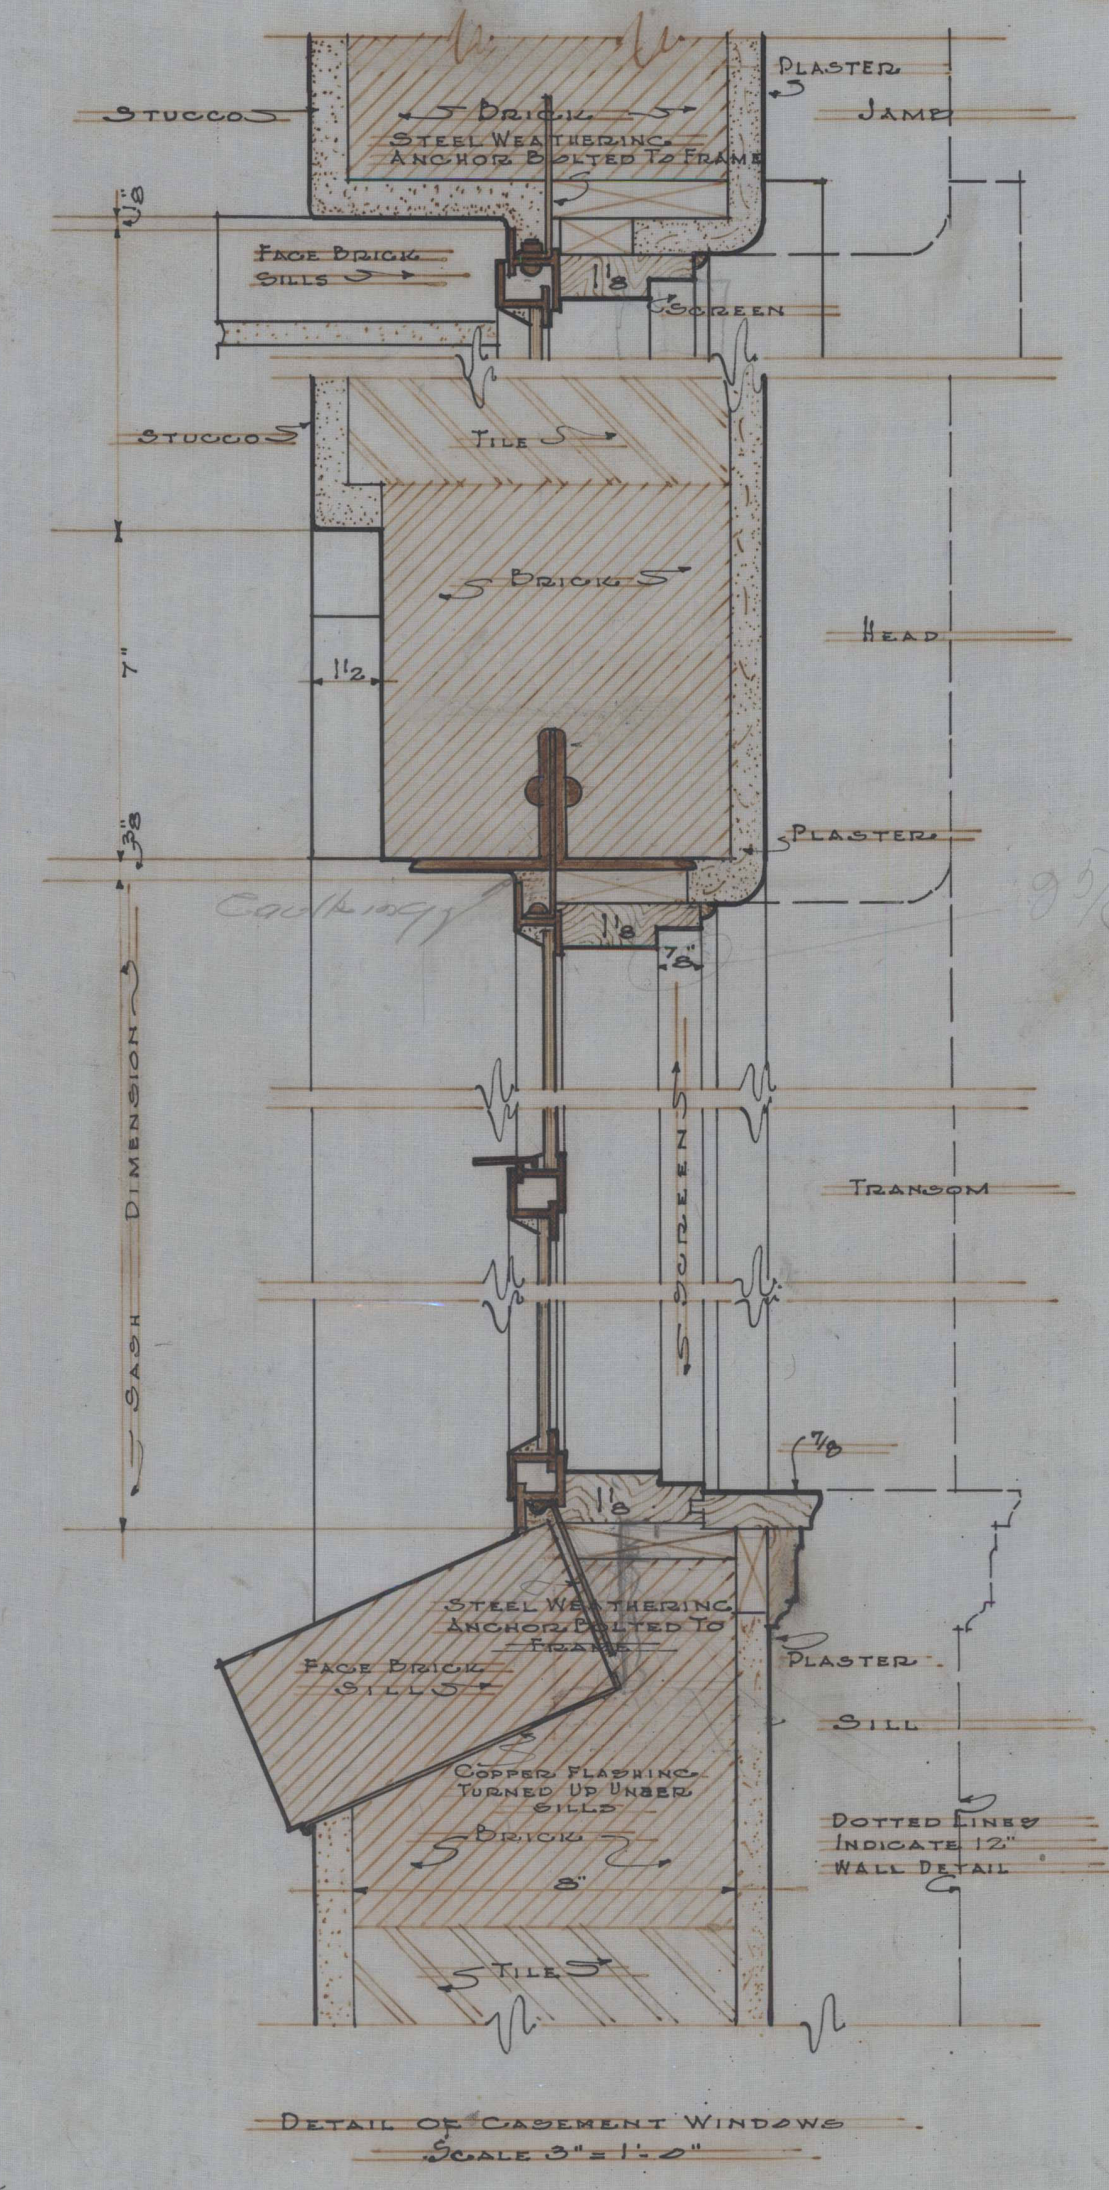 PLASTER
STUCCO
BRICK
JAMB
STEEL WEATHERING
ANCHOR BOLTED TO FRAME
1/8"
FACE BRICK
SILLS
1 1/8
SCREEN
STUCCO
TILE
BRICK
HEAD
7"
1 1/2
3/8"
PLASTER
Caulking
1 1/8
7/8"
SASH DIMENSION
SCREEN
TRANSOM
7/8
1 1/8
STEEL WEATHERING
ANCHOR BOLTED TO
FRAME
FACE BRICK
SILLS
PLASTER
SILL
COPPER FLASHING
TURNED UP UNDER
SILLS
BRICK
DOTTED LINES
INDICATE 12"
WALL DETAIL
8"
TILE
DETAIL OF CASEMENT WINDOWS
SCALE 3" = 1'-0"